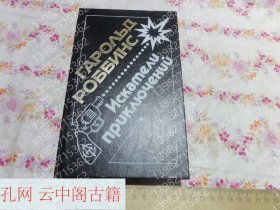 ГАРОЛЬД
РОББИНС
Искатели
приключений
孔网 云中阁古籍